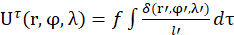 Uᵗ(r, φ, λ) = f ∫ δ(r′,φ′,λ′)/l′ dτ